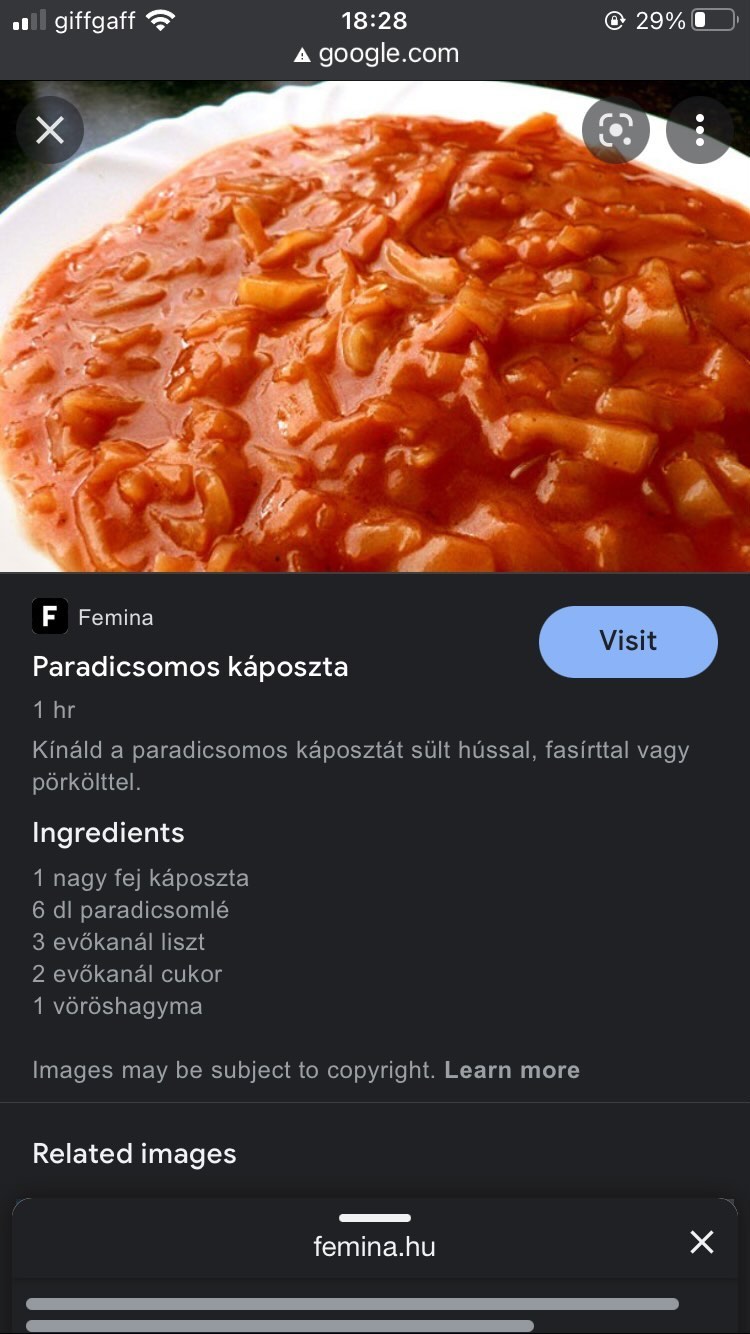 giffgaff 18:28 29%
google.com
F Femina
Visit
Paradicsomos káposzta
1 hr
Kínáld a paradicsomos káposztát sült hússal, fasírttal vagy
pörkölttel.
Ingredients
1 nagy fej káposzta
6 dl paradicsomlé
3 evőkanál liszt
2 evőkanál cukor
1 vöröshagyma
Images may be subject to copyright. Learn more
Related images
femina.hu